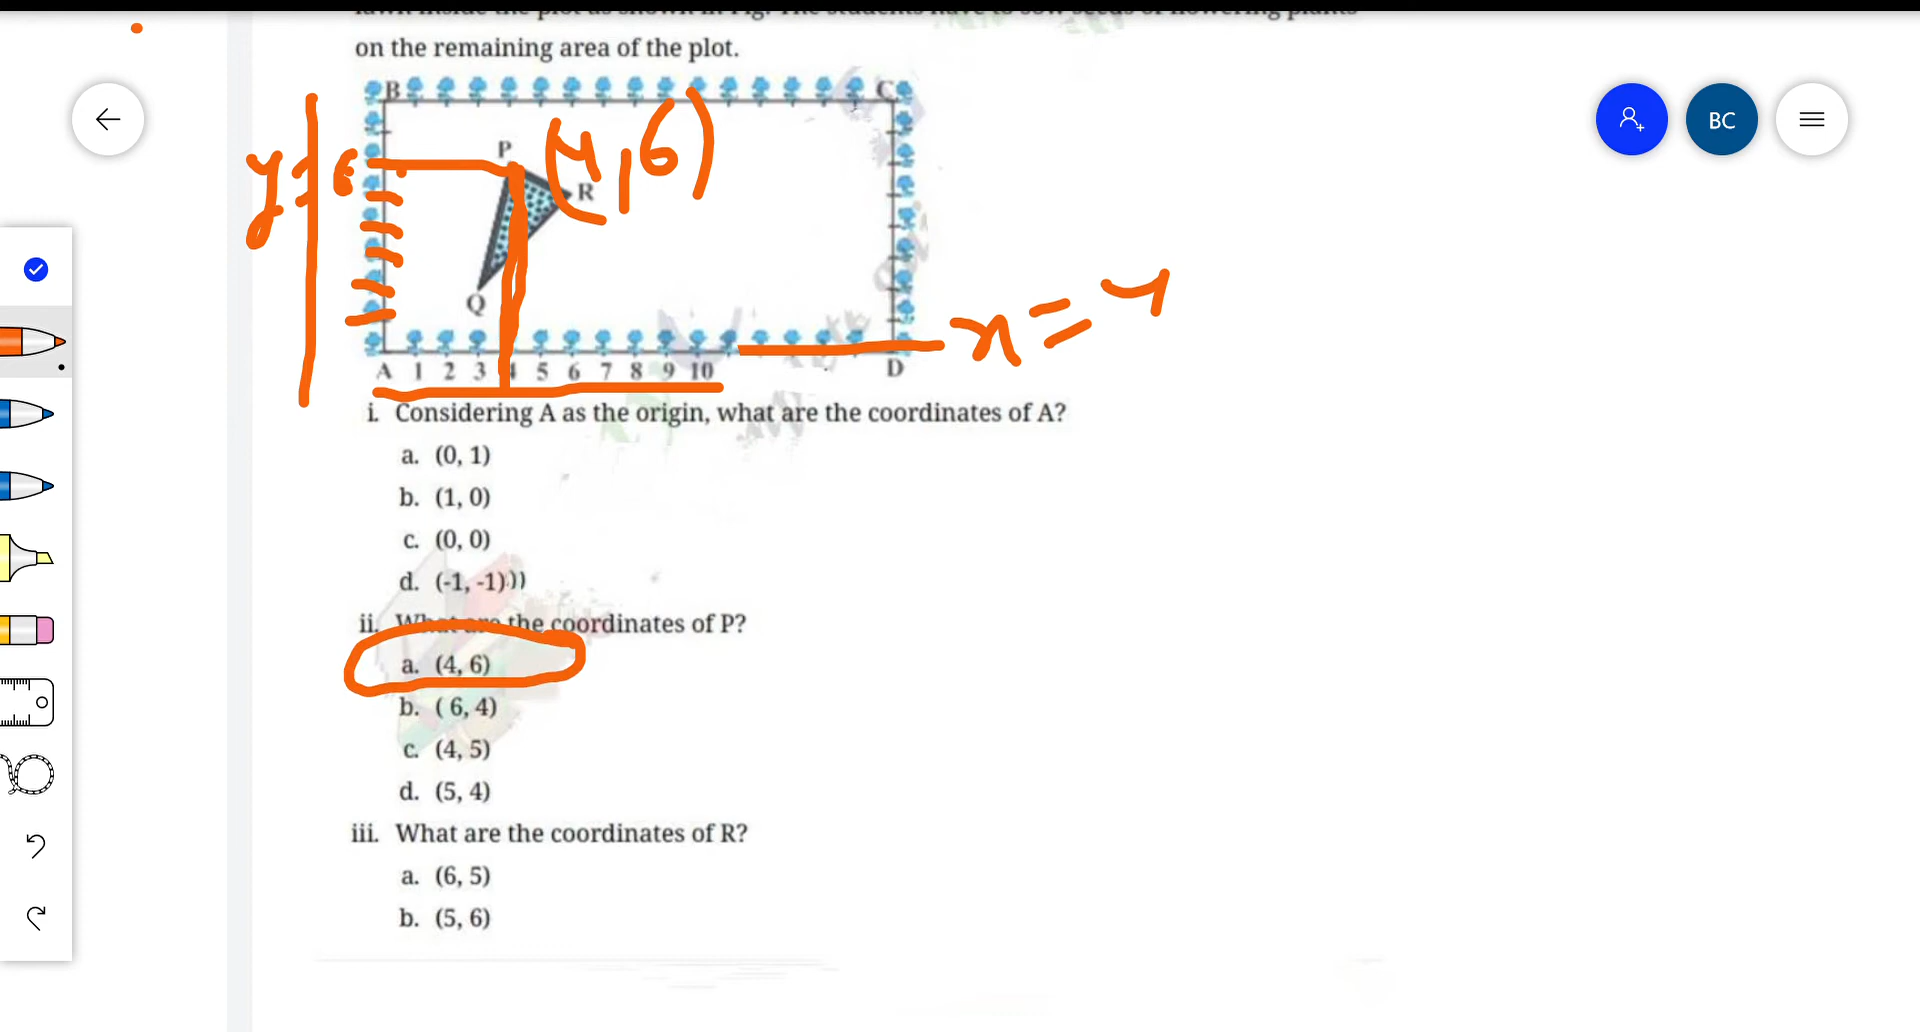 on the remaining area of the plot.
B C
P (4,6)
y = 6
R
Q
x = 4
A 1 2 3 4 5 6 7 8 9 10 D
i. Considering A as the origin, what are the coordinates of A?
a. (0, 1)
b. (1, 0)
c. (0, 0)
d. (-1, -1)))
ii. What are the coordinates of P?
a. (4, 6)
b. ( 6, 4)
c. (4, 5)
d. (5, 4)
iii. What are the coordinates of R?
a. (6, 5)
b. (5, 6)
BC